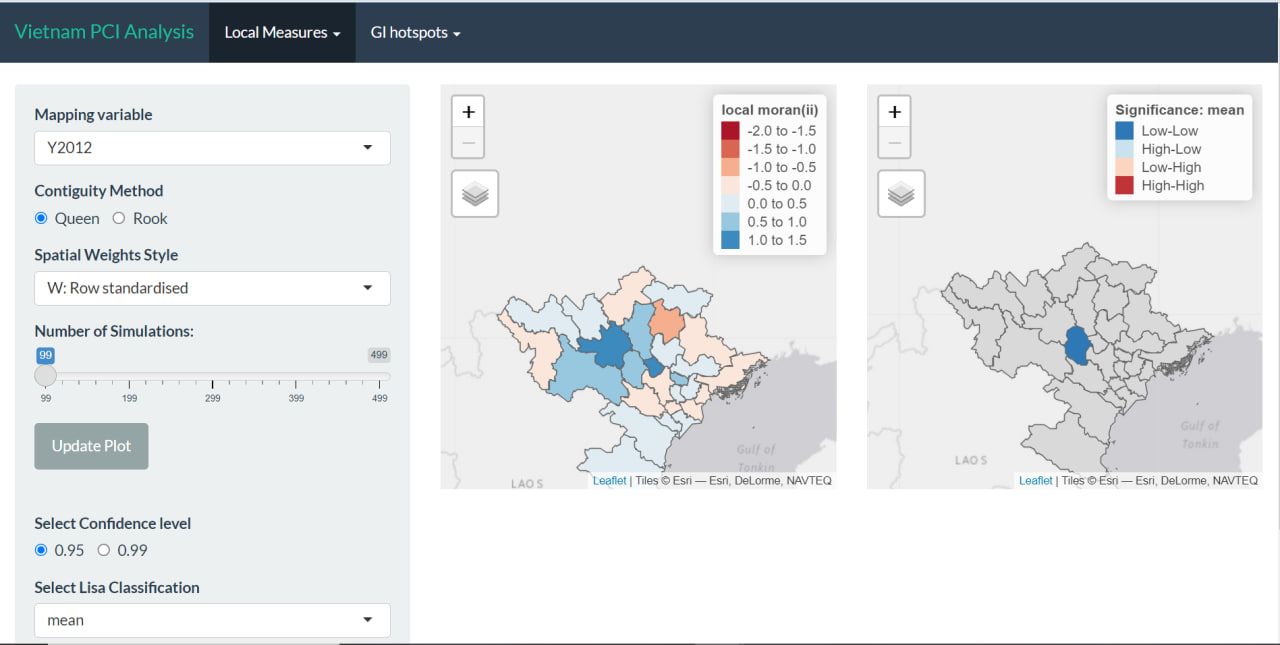 Vietnam PCI Analysis
Local Measures
GI hotspots
Mapping variable
Y2012
Contiguity Method
Queen
Rook
Spatial Weights Style
W: Row standardised
Number of Simulations:
99
499
99
199
299
399
499
Update Plot
Select Confidence level
0.95
0.99
Select Lisa Classification
mean
+
−
local moran(ii)
-2.0 to -1.5
-1.5 to -1.0
-1.0 to -0.5
-0.5 to 0.0
0.0 to 0.5
0.5 to 1.0
1.0 to 1.5
Gulf of
Tonkin
LAOS
Leaflet | Tiles © Esri — Esri, DeLorme, NAVTEQ
+
−
Significance: mean
Low-Low
High-Low
Low-High
High-High
Gulf of
Tonkin
LAOS
Leaflet | Tiles © Esri — Esri, DeLorme, NAVTEQ